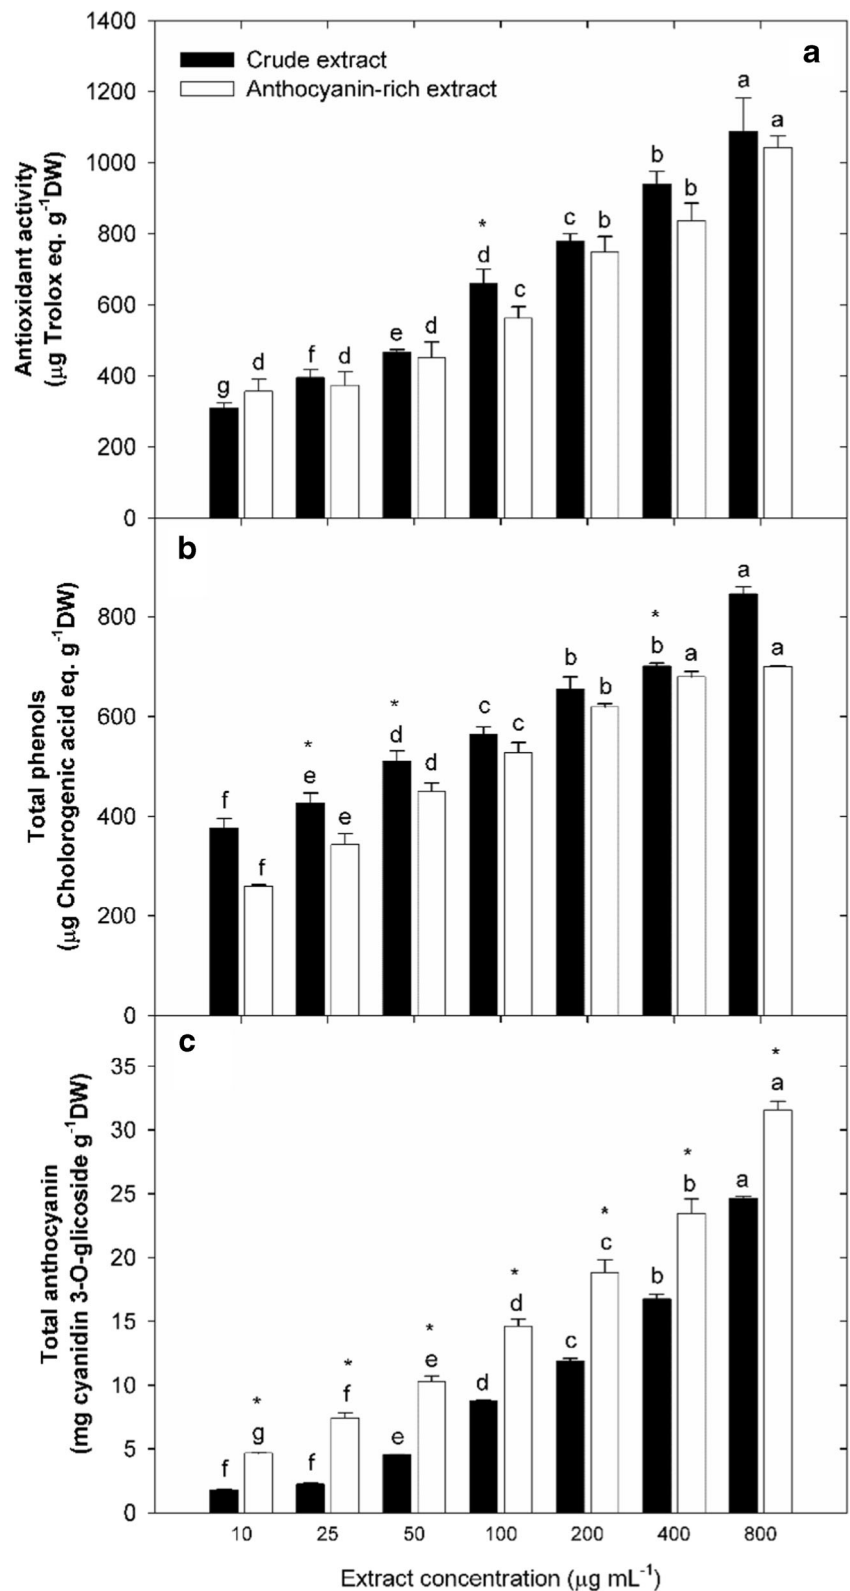 a
Crude extract
Anthocyanin-rich extract
Antioxidant activity
(µg Trolox eq. g⁻¹DW)
1400
1200
1000
800
600
400
200
0
g d f d e d * d c c b b b a a
b
Total phenols
(µg Cholorogenic acid eq. g⁻¹DW)
800
600
400
200
0
f f * e e * d d c c b b * b a a a
c
Total anthocyanin
(mg cyanidin 3-O-glicoside g⁻¹DW)
35
30
25
20
15
10
5
0
f * g f * f e * e d * d c * c b * b a * a
10 25 50 100 200 400 800
Extract concentration (µg mL⁻¹)